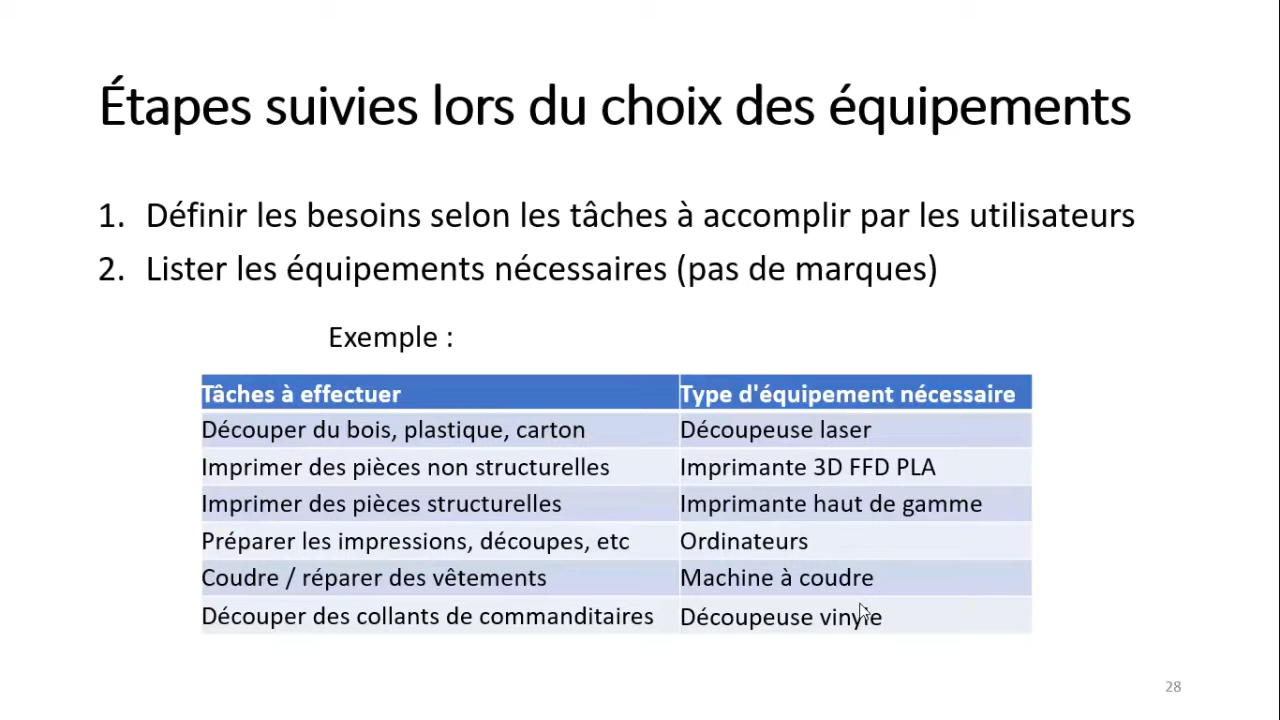 Étapes suivies lors du choix des équipements
1. Définir les besoins selon les tâches à accomplir par les utilisateurs
2. Lister les équipements nécessaires (pas de marques)
Exemple :
Tâches à effectuer Type d'équipement nécessaire
Découper du bois, plastique, carton Découpeuse laser
Imprimer des pièces non structurelles Imprimante 3D FFD PLA
Imprimer des pièces structurelles Imprimante haut de gamme
Préparer les impressions, découpes, etc Ordinateurs
Coudre / réparer des vêtements Machine à coudre
Découper des collants de commanditaires Découpeuse vinyle
28